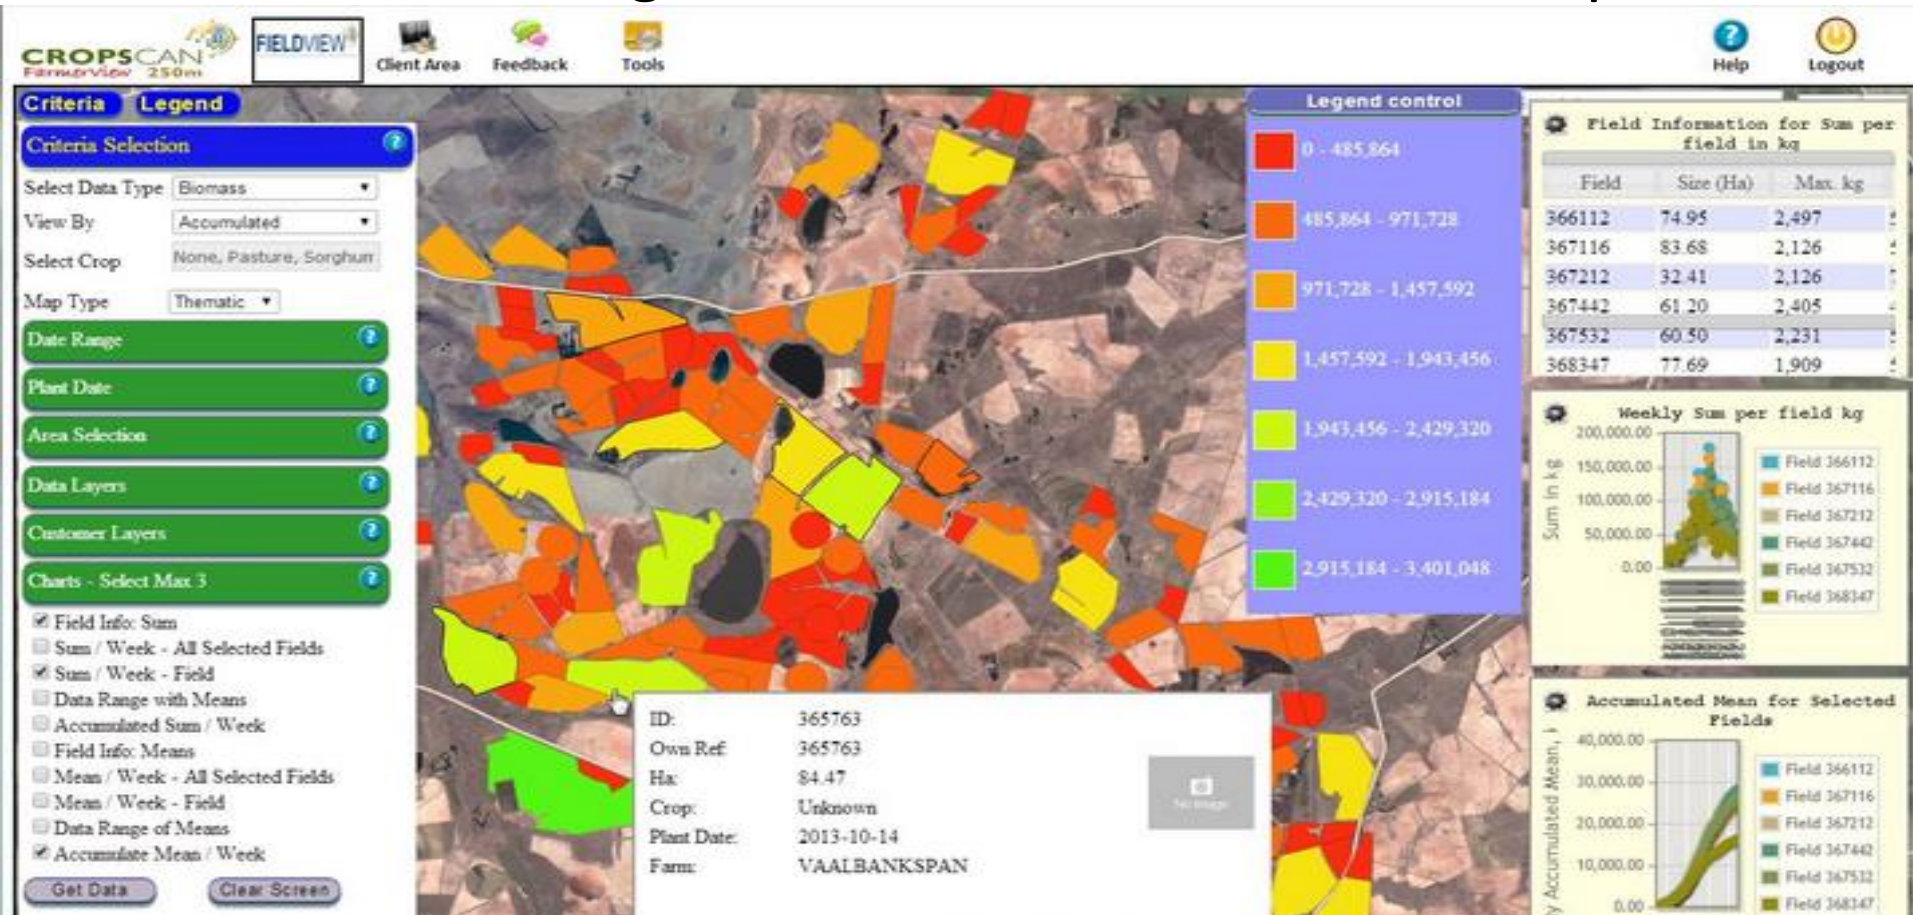 CROPSCAN
FarmerView 250m
FIELDVIEW
Client Area
Feedback
Tools
Help
Logout
Criteria
Legend
Criteria Selection
Select Data Type Biomass
View By Accumulated
Select Crop None, Pasture, Sorghum
Map Type Thematic
Date Range
Plant Date
Area Selection
Data Layers
Customer Layers
Charts - Select Max 3
Field Info: Sum
Sum / Week - All Selected Fields
Sum / Week - Field
Data Range with Means
Accumulated Sum / Week
Field Info: Means
Mean / Week - All Selected Fields
Mean / Week - Field
Data Range of Means
Accumulate Mean / Week
Get Data
Clear Screen
Legend control
0 - 485,864
485,864 - 971,728
971,728 - 1,457,592
1,457,592 - 1,943,456
1,943,456 - 2,429,320
2,429,320 - 2,915,184
2,915,184 - 3,401,048
ID: 365763
Own Ref: 365763
Ha: 84.47
Crop: Unknown
Plant Date: 2013-10-14
Farm: VAALBANKSPAN
No Image
Field Information for Sum per
field in kg
Field Size (Ha) Max. kg
366112 74.95 2,497
367116 83.68 2,126
367212 32.41 2,126
367442 61.20 2,405
367532 60.50 2,231
368347 77.69 1,909
Weekly Sum per field kg
Sum in kg
200,000.00
150,000.00
100,000.00
50,000.00
0.00
Field 366112
Field 367116
Field 367212
Field 367442
Field 367532
Field 368347
Accumulated Mean for Selected
Fields
y Accumulated Mean,
40,000.00
30,000.00
20,000.00
10,000.00
0.00
Field 366112
Field 367116
Field 367212
Field 367442
Field 367532
Field 368347